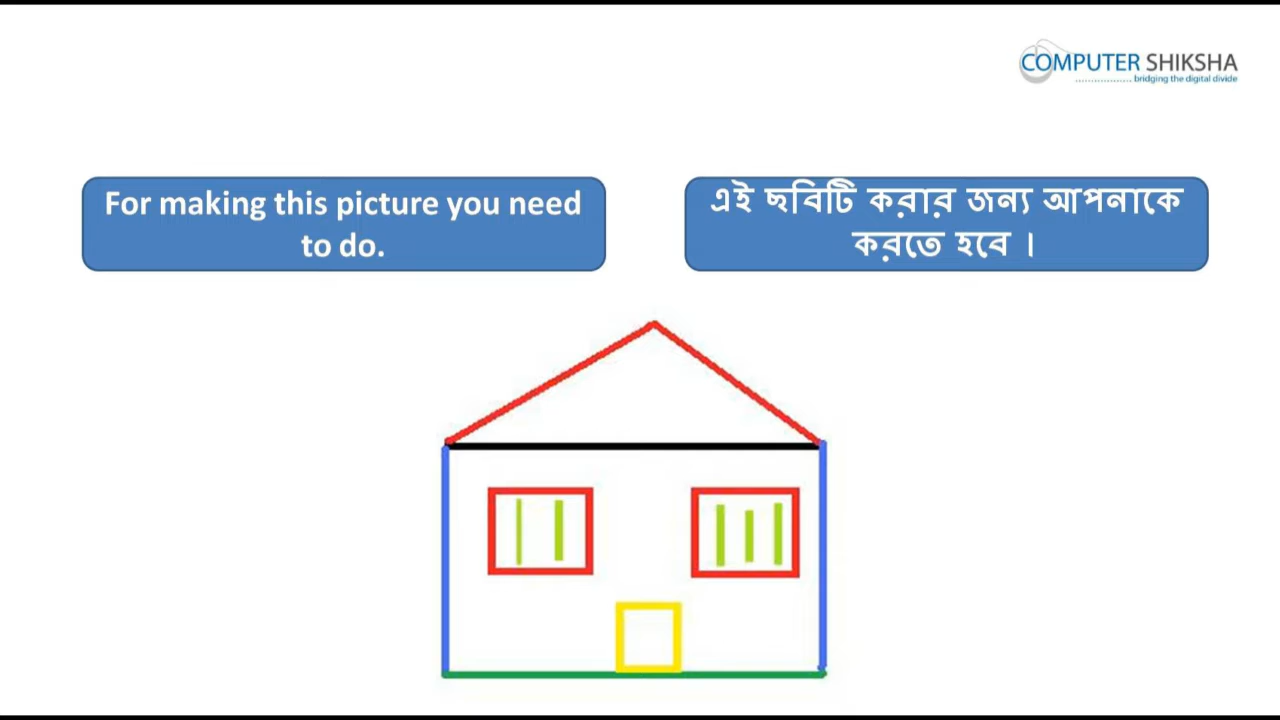 COMPUTER SHIKSHA
bridging the digital divide
For making this picture you need
to do.
এই ছবিটি করার জন্য আপনাকে
করতে হবে ।